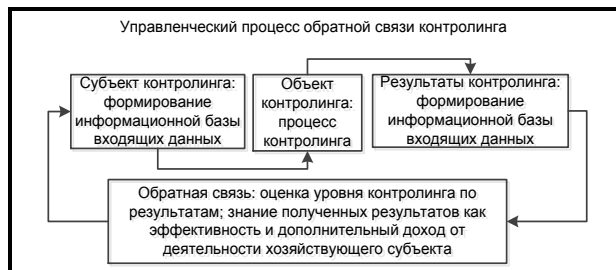 Управленческий процесс обратной связи контролинга
Субъект контролинга:
формирование
информационной базы
входящих данных
Объект
контролинга:
процесс
контролинга
Результаты контролинга:
формирование
информационной базы
входящих данных
Обратная связь: оценка уровня контролинга по
результатам; знание полученных результатов как
эффективность и дополнительный доход от
деятельности хозяйствующего субъекта